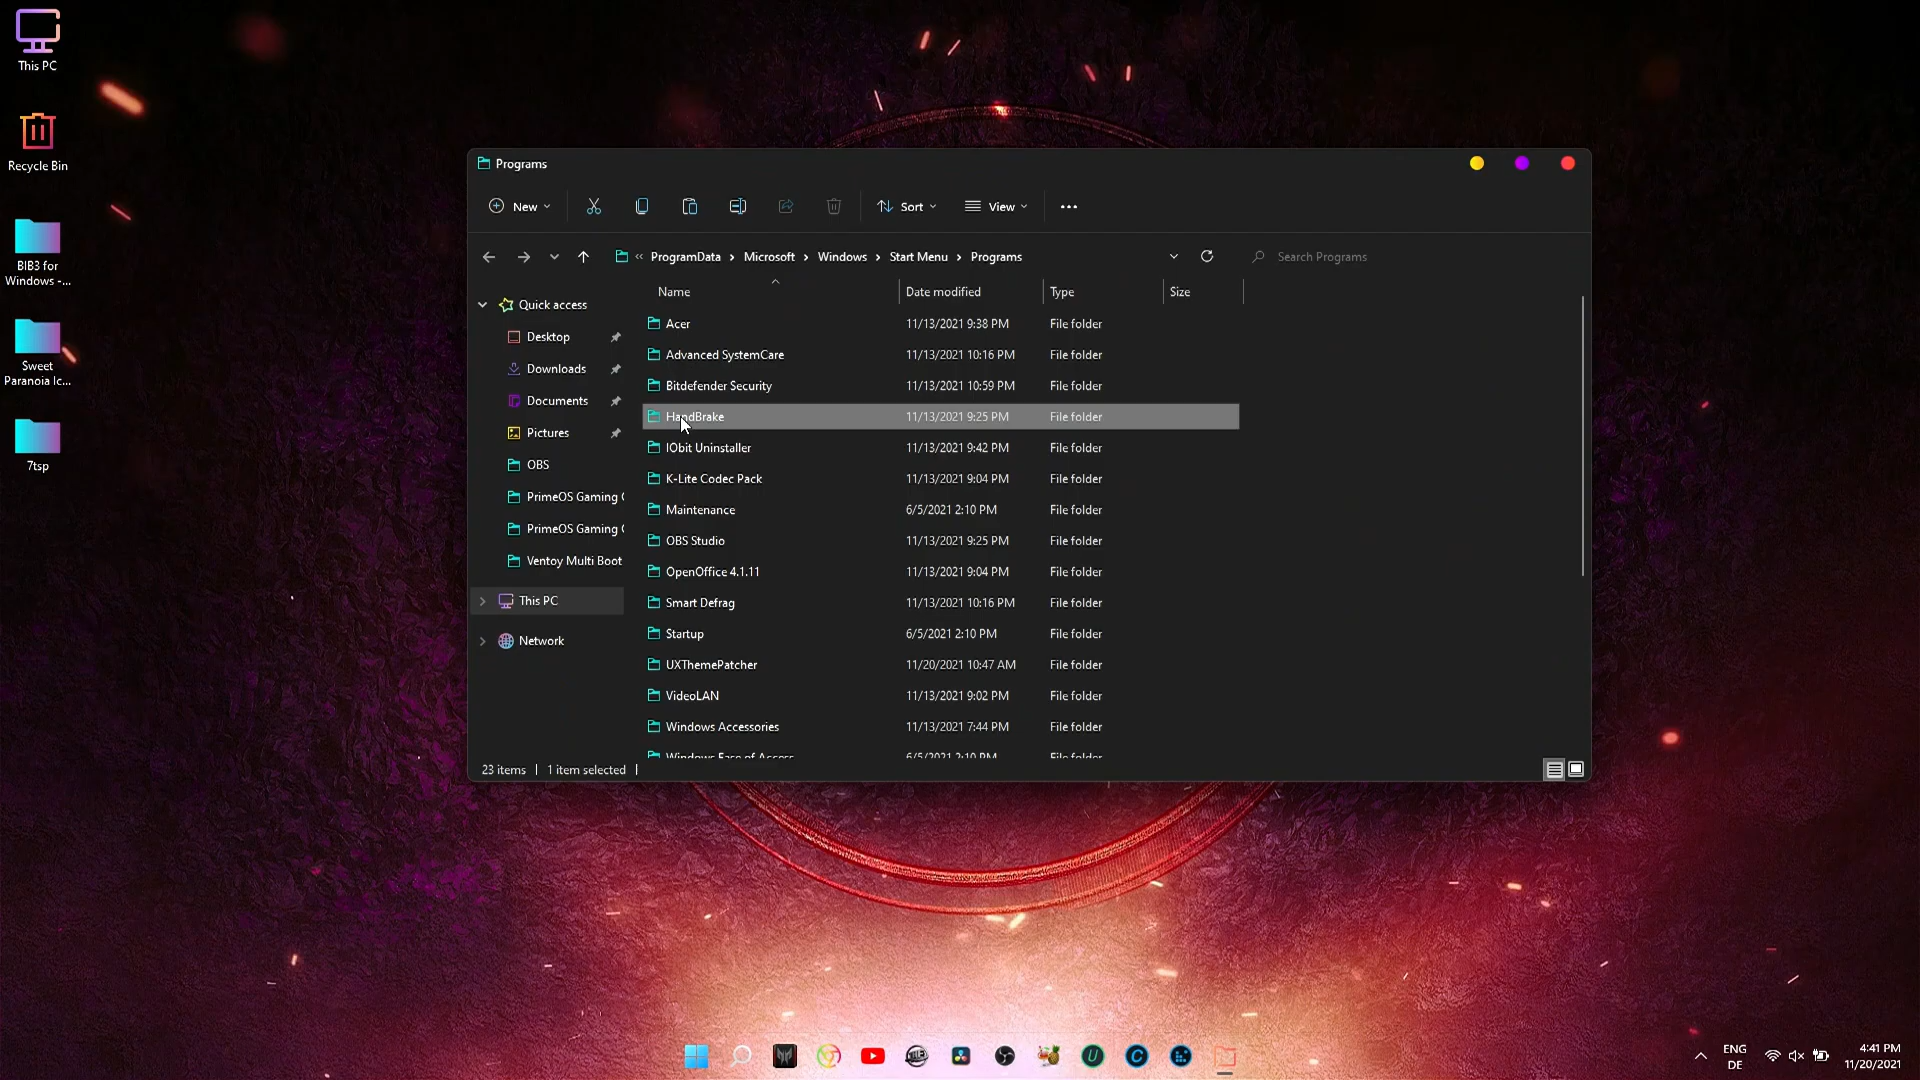 This PC
Recycle Bin
BIB3 for
Windows -...
Sweet
Paranoia Ic...
7tsp
Programs
New
Sort
View
« ProgramData > Microsoft > Windows > Start Menu > Programs
Search Programs
Quick access
Desktop
Downloads
Documents
Pictures
OBS
PrimeOS Gaming
PrimeOS Gaming
Ventoy Multi Boot
This PC
Network
Name Date modified Type Size
Acer 11/13/2021 9:38 PM File folder
Advanced SystemCare 11/13/2021 10:16 PM File folder
Bitdefender Security 11/13/2021 10:59 PM File folder
HandBrake 11/13/2021 9:25 PM File folder
IObit Uninstaller 11/13/2021 9:42 PM File folder
K-Lite Codec Pack 11/13/2021 9:04 PM File folder
Maintenance 6/5/2021 2:10 PM File folder
OBS Studio 11/13/2021 9:25 PM File folder
OpenOffice 4.1.11 11/13/2021 9:04 PM File folder
Smart Defrag 11/13/2021 10:16 PM File folder
Startup 6/5/2021 2:10 PM File folder
UXThemePatcher 11/20/2021 10:47 AM File folder
VideoLAN 11/13/2021 9:02 PM File folder
Windows Accessories 11/13/2021 7:44 PM File folder
Windows Ease of Access 6/5/2021 2:10 PM File folder
23 items | 1 item selected |
ENG
DE
4:41 PM
11/20/2021